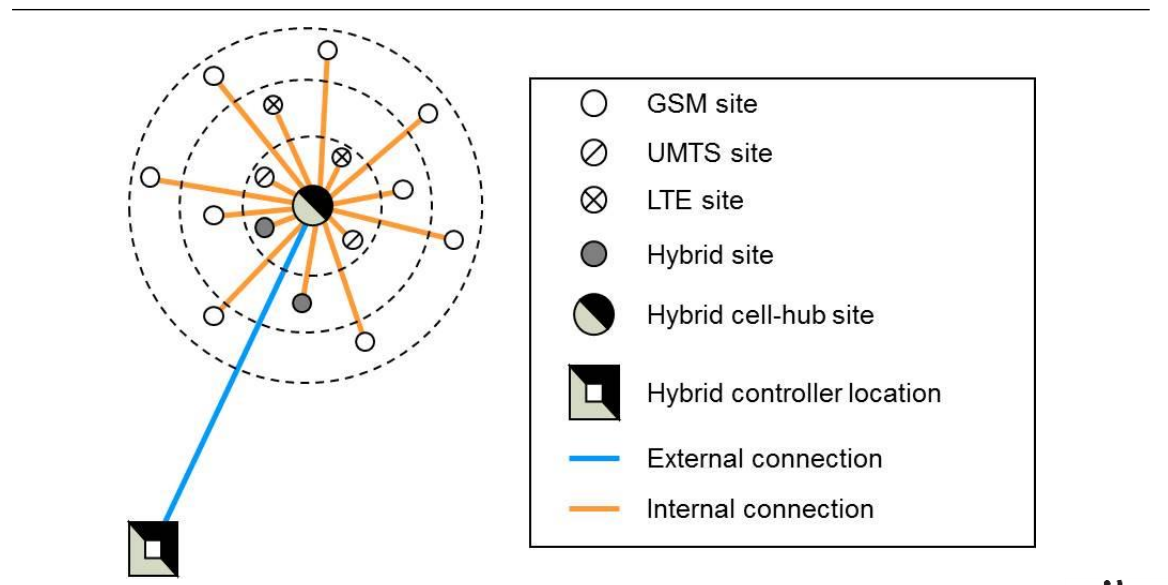 GSM site
UMTS site
LTE site
Hybrid site
Hybrid cell-hub site
Hybrid controller location
External connection
Internal connection